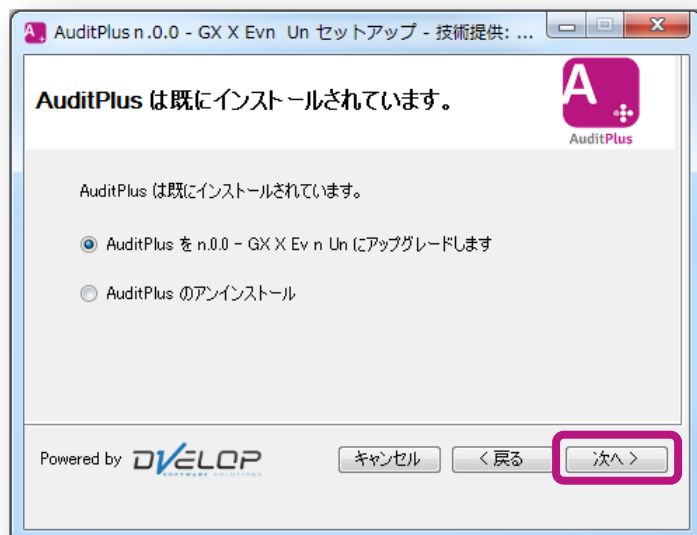 AuditPlus n.0.0 - GX X Evn Un セットアップ - 技術提供: ...
AuditPlus は既にインストールされています。
A
AuditPlus
AuditPlus は既にインストールされています。
AuditPlus を n.0.0 - GX X Ev n Un にアップグレードします
AuditPlus のアンインストール
Powered by DVELOP
SOFTWARE SOLUTIONS
キャンセル
< 戻る
次へ >